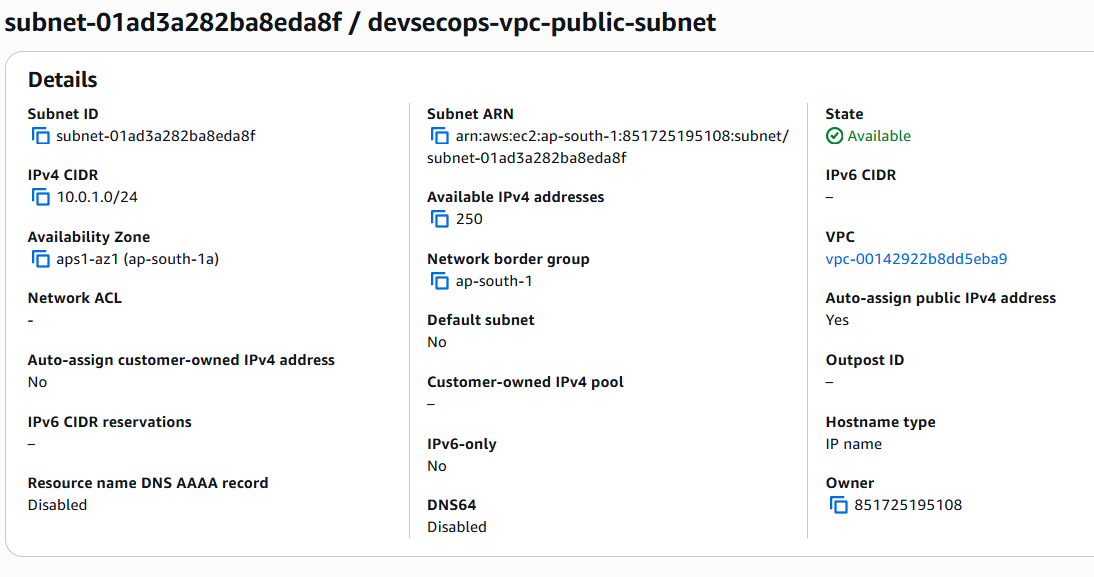 subnet-01ad3a282ba8eda8f / devsecops-vpc-public-subnet
Details
Subnet ID
subnet-01ad3a282ba8eda8f
IPv4 CIDR
10.0.1.0/24
Availability Zone
aps1-az1 (ap-south-1a)
Network ACL
-
Auto-assign customer-owned IPv4 address
No
IPv6 CIDR reservations
–
Resource name DNS AAAA record
Disabled
Subnet ARN
arn:aws:ec2:ap-south-1:851725195108:subnet/
subnet-01ad3a282ba8eda8f
Available IPv4 addresses
250
Network border group
ap-south-1
Default subnet
No
Customer-owned IPv4 pool
–
IPv6-only
No
DNS64
Disabled
State
Available
IPv6 CIDR
–
VPC
vpc-00142922b8dd5eba9
Auto-assign public IPv4 address
Yes
Outpost ID
–
Hostname type
IP name
Owner
851725195108